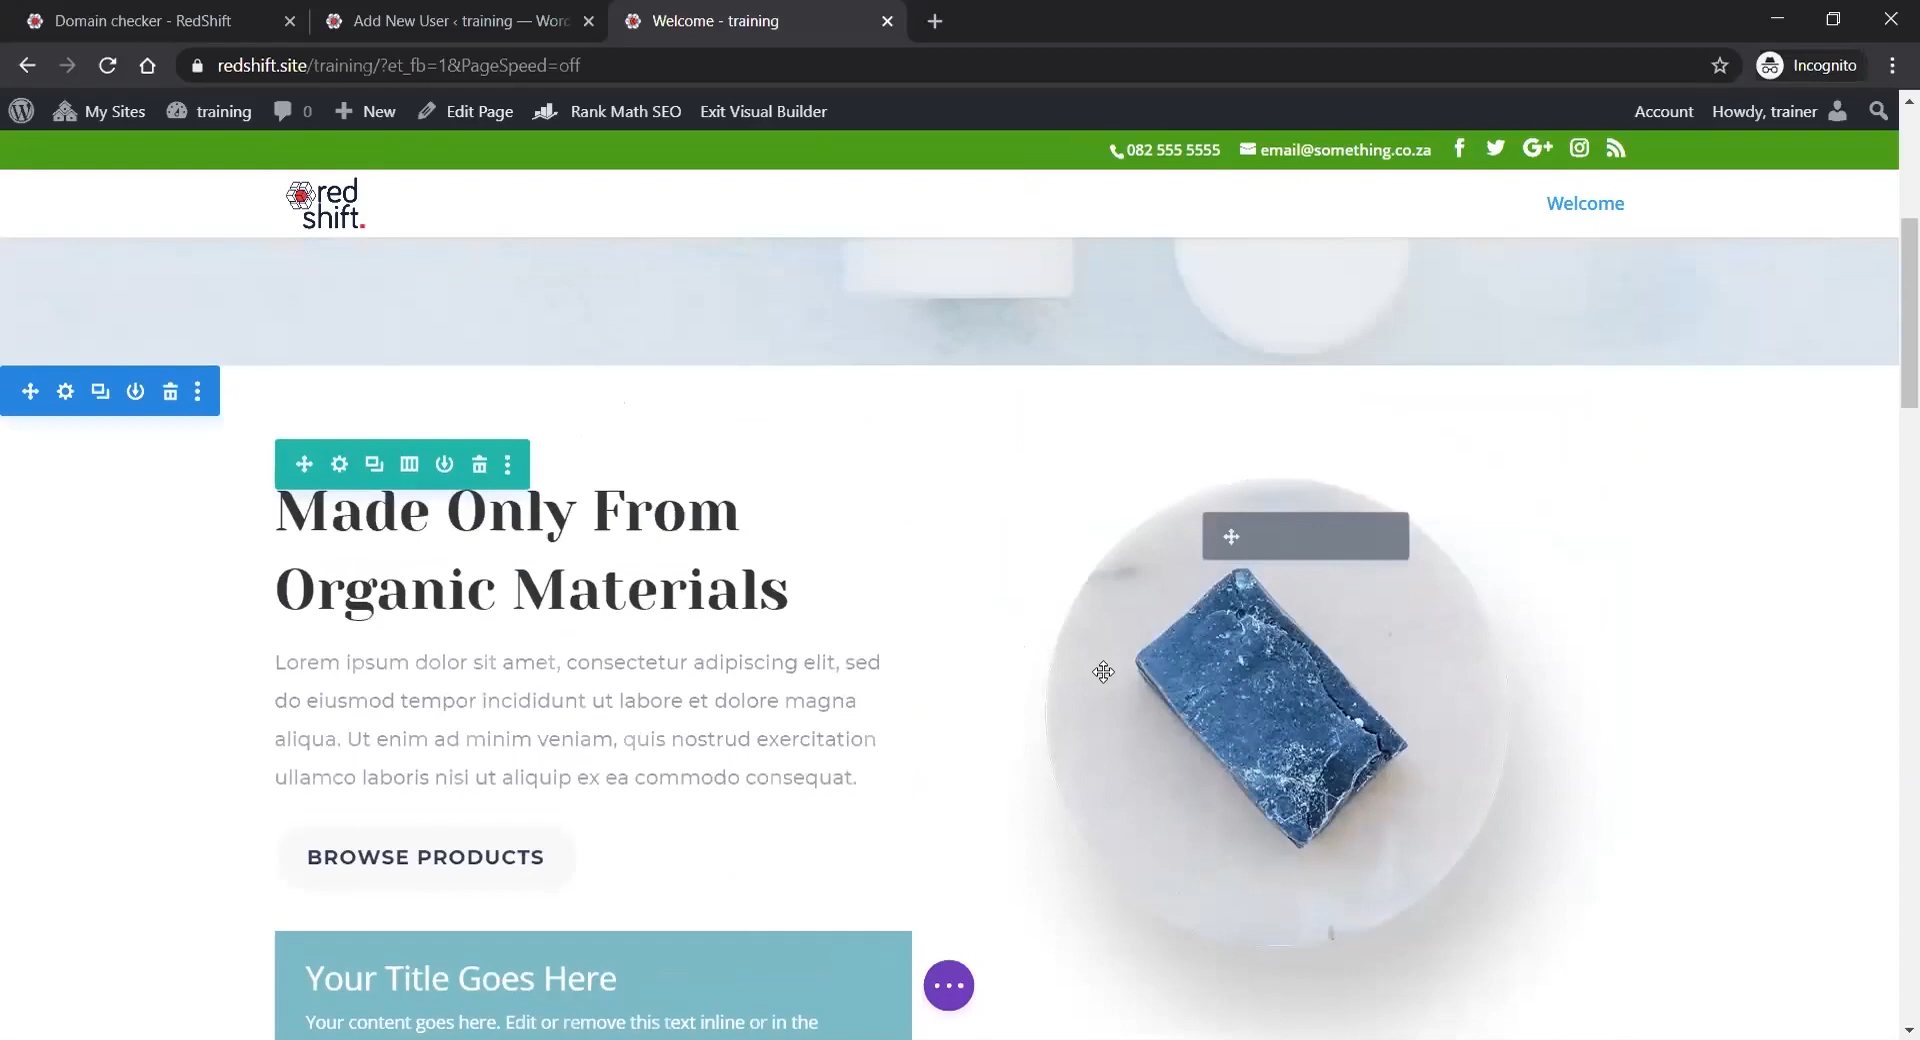 Domain checker - RedShift
Add New User ‹ training — Word
Welcome - training
redshift.site/training/?et_fb=1&PageSpeed=off
Incognito
My Sites training 0 New Edit Page Rank Math SEO Exit Visual Builder Account Howdy, trainer
082 555 5555 email@something.co.za
red
shift.
Welcome
Made Only From
Organic Materials
Lorem ipsum dolor sit amet, consectetur adipiscing elit, sed
do eiusmod tempor incididunt ut labore et dolore magna
aliqua. Ut enim ad minim veniam, quis nostrud exercitation
ullamco laboris nisi ut aliquip ex ea commodo consequat.
BROWSE PRODUCTS
Your Title Goes Here
Your content goes here. Edit or remove this text inline or in the